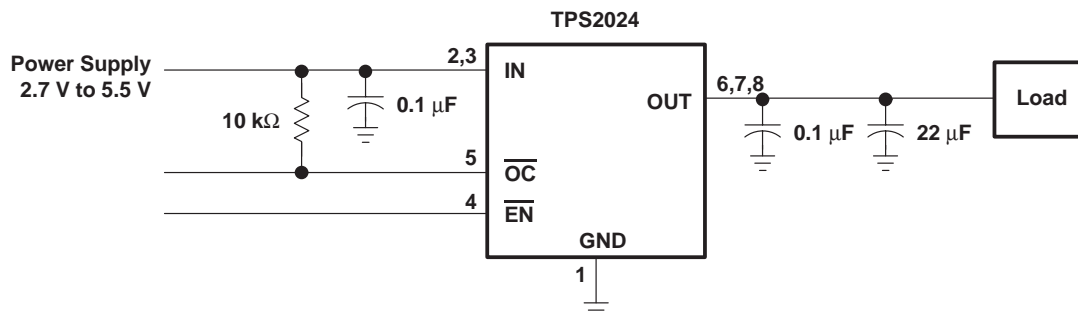 TPS2024
Power Supply
2.7 V to 5.5 V
2,3
IN
10 kΩ
0.1 µF
6,7,8
OUT
Load
0.1 µF
22 µF
5
OC
4
EN
GND
1